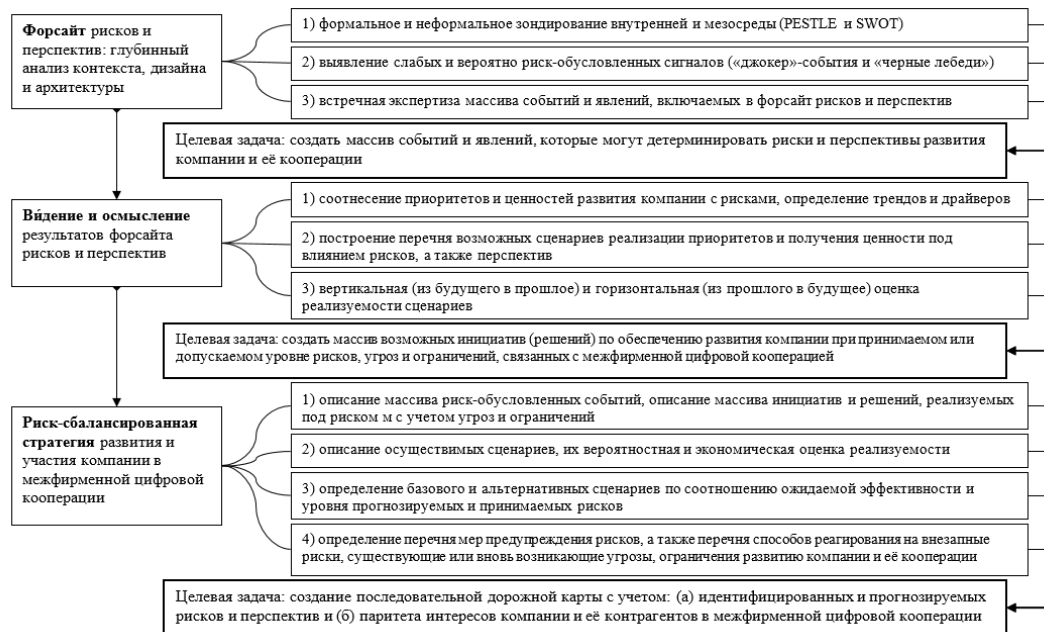 Форсайт рисков и
перспектив: глубинный
анализ контекста, дизайна
и архитектуры
1) формальное и неформальное зондирование внутренней и мезосреды (PESTLE и SWOT)
2) выявление слабых и вероятно риск-обусловленных сигналов («джокер»-события и «черные лебеди»)
3) встречная экспертиза массива событий и явлений, включаемых в форсайт рисков и перспектив
Целевая задача: создать массив событий и явлений, которые могут детерминировать риски и перспективы развития
компании и её кооперации
Ви́дение и осмысление
результатов форсайта
рисков и перспектив
1) соотнесение приоритетов и ценностей развития компании с рисками, определение трендов и драйверов
2) построение перечня возможных сценариев реализации приоритетов и получения ценности под
влиянием рисков, а также перспектив
3) вертикальная (из будущего в прошлое) и горизонтальная (из прошлого в будущее) оценка
реализуемости сценариев
Целевая задача: создать массив возможных инициатив (решений) по обеспечению развития компании при принимаемом или
допускаемом уровне рисков, угроз и ограничений, связанных с межфирменной цифровой кооперацией
Риск-сбалансированная
стратегия развития и
участия компании в
межфирменной цифровой
кооперации
1) описание массива риск-обусловленных событий, описание массива инициатив и решений, реализуемых
под риском м с учетом угроз и ограничений
2) описание осуществимых сценариев, их вероятностная и экономическая оценка реализуемости
3) определение базового и альтернативных сценариев по соотношению ожидаемой эффективности и
уровня прогнозируемых и принимаемых рисков
4) определение перечня мер предупреждения рисков, а также перечня способов реагирования на внезапные
риски, существующие или вновь возникающие угрозы, ограничения развитию компании и её кооперации
Целевая задача: создание последовательной дорожной карты с учетом: (а) идентифицированных и прогнозируемых
рисков и перспектив и (б) паритета интересов компании и её контрагентов в межфирменной цифровой кооперации